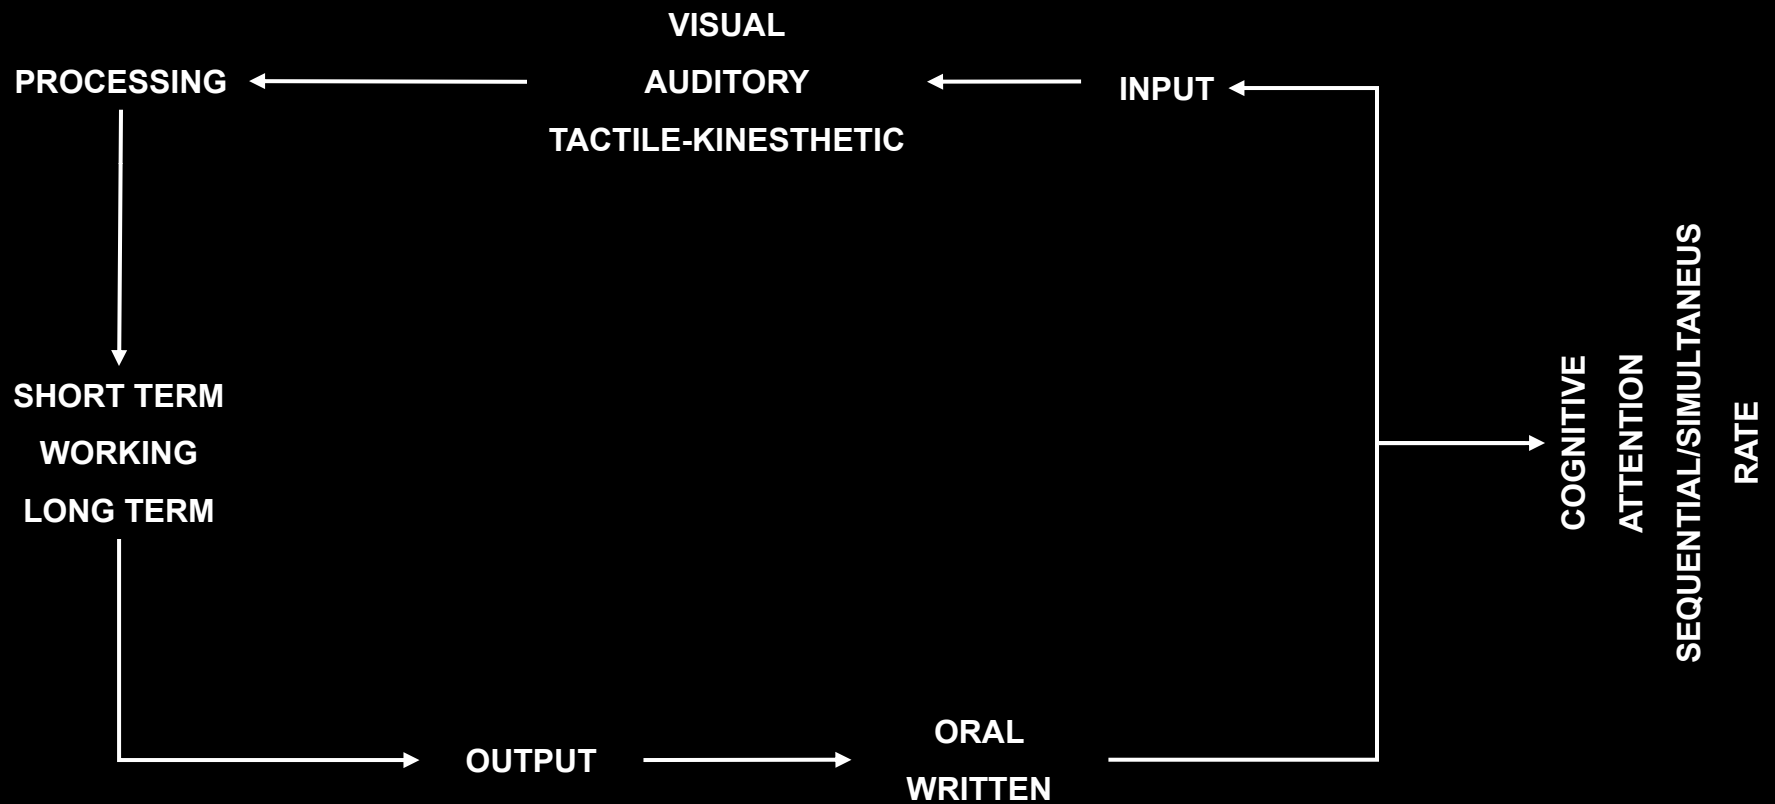 VISUAL
AUDITORY
TACTILE-KINESTHETIC
PROCESSING
INPUT
SHORT TERM
WORKING
LONG TERM
OUTPUT
ORAL
WRITTEN
COGNITIVE
ATTENTION
SEQUENTIAL/SIMULTANEUS
RATE